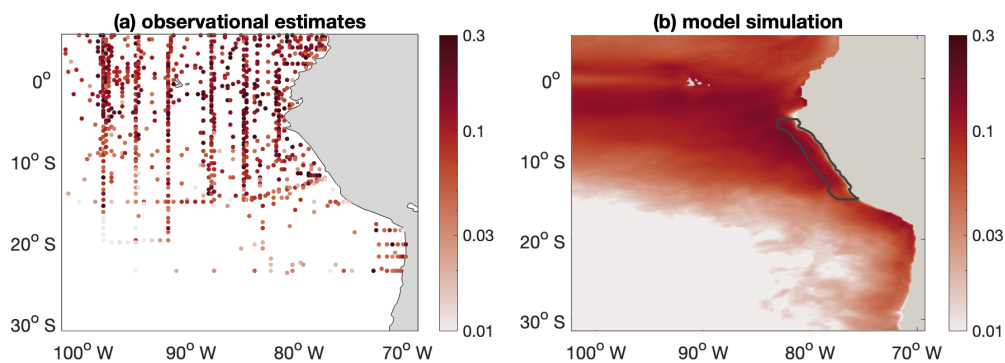 (a) observational estimates
0.3
0.1
0.03
0.01
0° 
10° S
20° S
30° S
100° W
90° W
80° W
70° W
(b) model simulation
0.3
0.1
0.03
0.01
0°
10° S
20° S
30° S
100° W
90° W
80° W
70° W